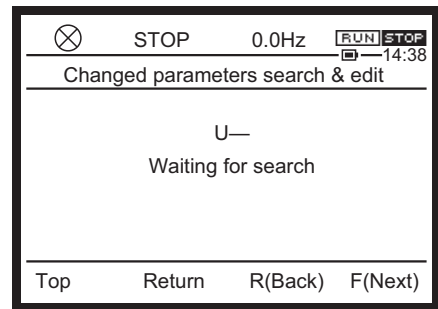 STOP 0.0Hz RUN STOP
14:38
Changed parameters search & edit
U—
Waiting for search
Top Return R(Back) F(Next)